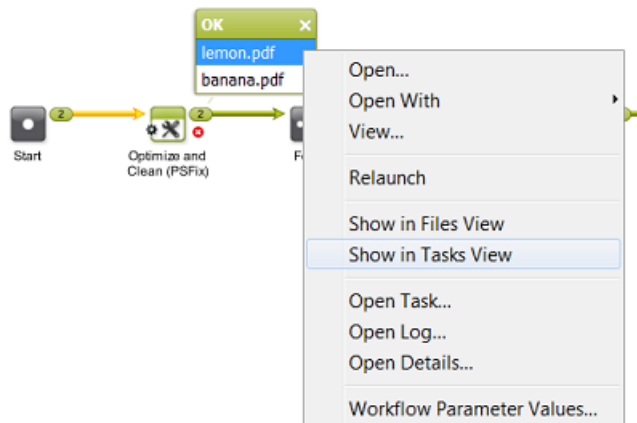 OK
lemon.pdf
banana.pdf
2
2
Start
Optimize and
Clean (PSFix)
Open...
Open With
View...
Relaunch
Show in Files View
Show in Tasks View
Open Task...
Open Log...
Open Details...
Workflow Parameter Values...